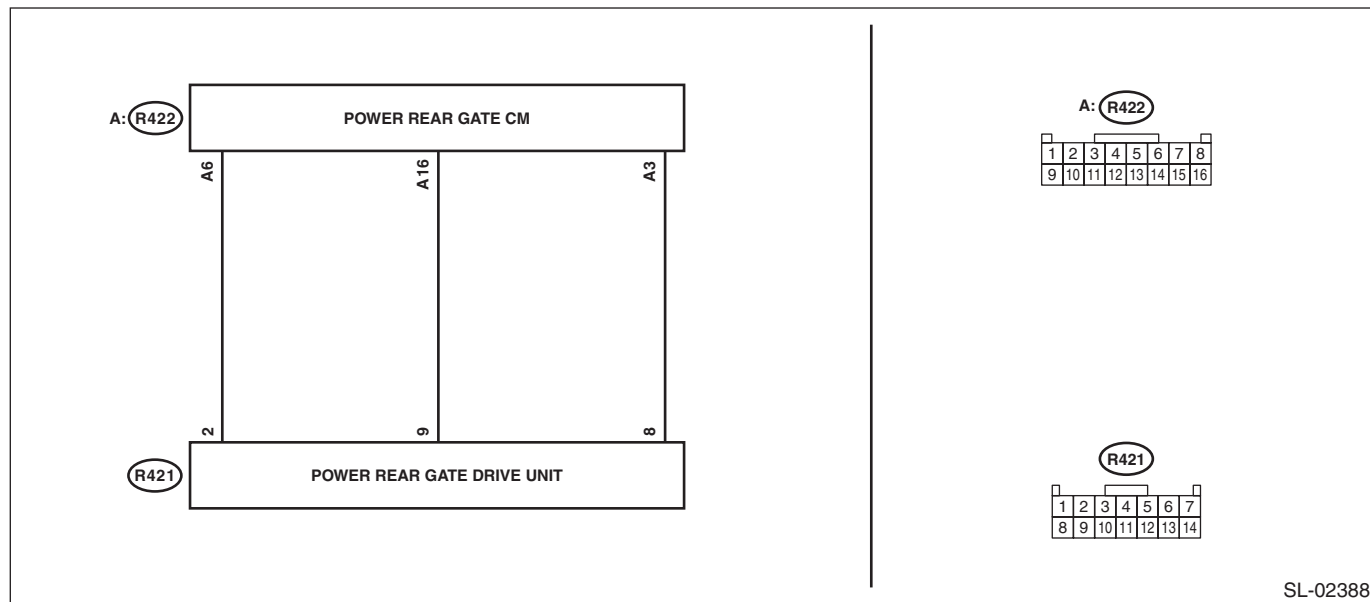 A: R422
POWER REAR GATE CM
A6
A16
A3
2
9
8
R421
POWER REAR GATE DRIVE UNIT
A: R422
1 2 3 4 5 6 7 8
9 10 11 12 13 14 15 16
R421
1 2 3 4 5 6 7
8 9 10 11 12 13 14
SL-02388